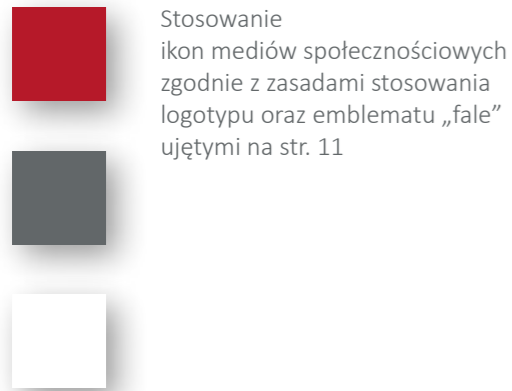 Stosowanie
ikon mediów społecznościowych
zgodnie z zasadami stosowania
logotypu oraz emblematu „fale”
ujętymi na str. 11